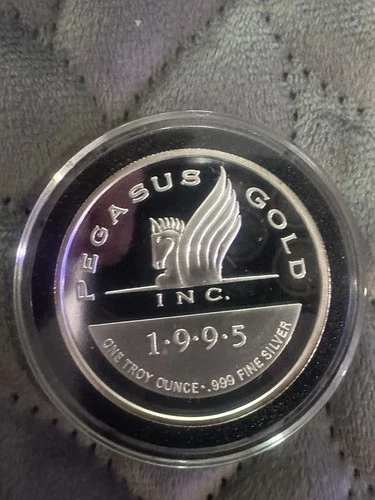 PEGASUS GOLD
INC.
1·9·9·5
ONE TROY OUNCE·.999 FINE SILVER